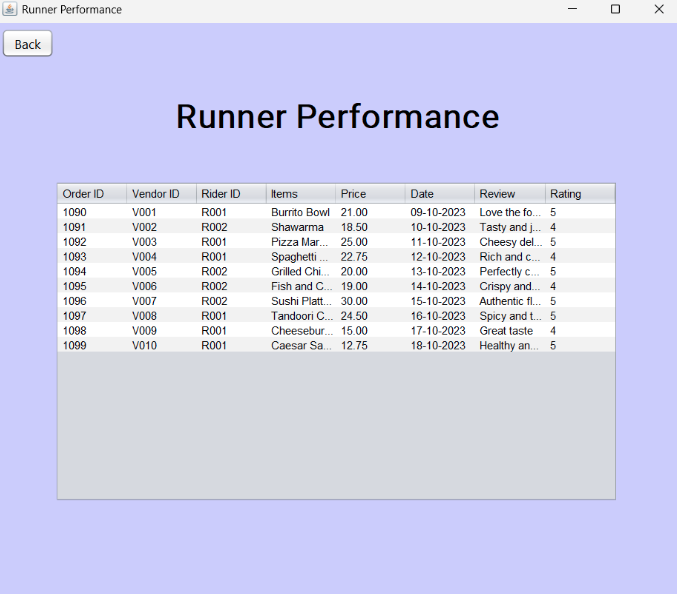 Runner Performance
Back
Runner Performance
Order ID Vendor ID Rider ID Items Price Date Review Rating
1090 V001 R001 Burrito Bowl 21.00 09-10-2023 Love the fo... 5
1091 V002 R002 Shawarma 18.50 10-10-2023 Tasty and j... 4
1092 V003 R001 Pizza Mar... 25.00 11-10-2023 Cheesy del... 5
1093 V004 R001 Spaghetti ... 22.75 12-10-2023 Rich and c... 4
1094 V005 R002 Grilled Chi... 20.00 13-10-2023 Perfectly c... 5
1095 V006 R002 Fish and C... 19.00 14-10-2023 Crispy and... 4
1096 V007 R002 Sushi Platt... 30.00 15-10-2023 Authentic fl... 5
1097 V008 R001 Tandoori C... 24.50 16-10-2023 Spicy and t... 5
1098 V009 R001 Cheesebur... 15.00 17-10-2023 Great taste 4
1099 V010 R001 Caesar Sa... 12.75 18-10-2023 Healthy an... 5